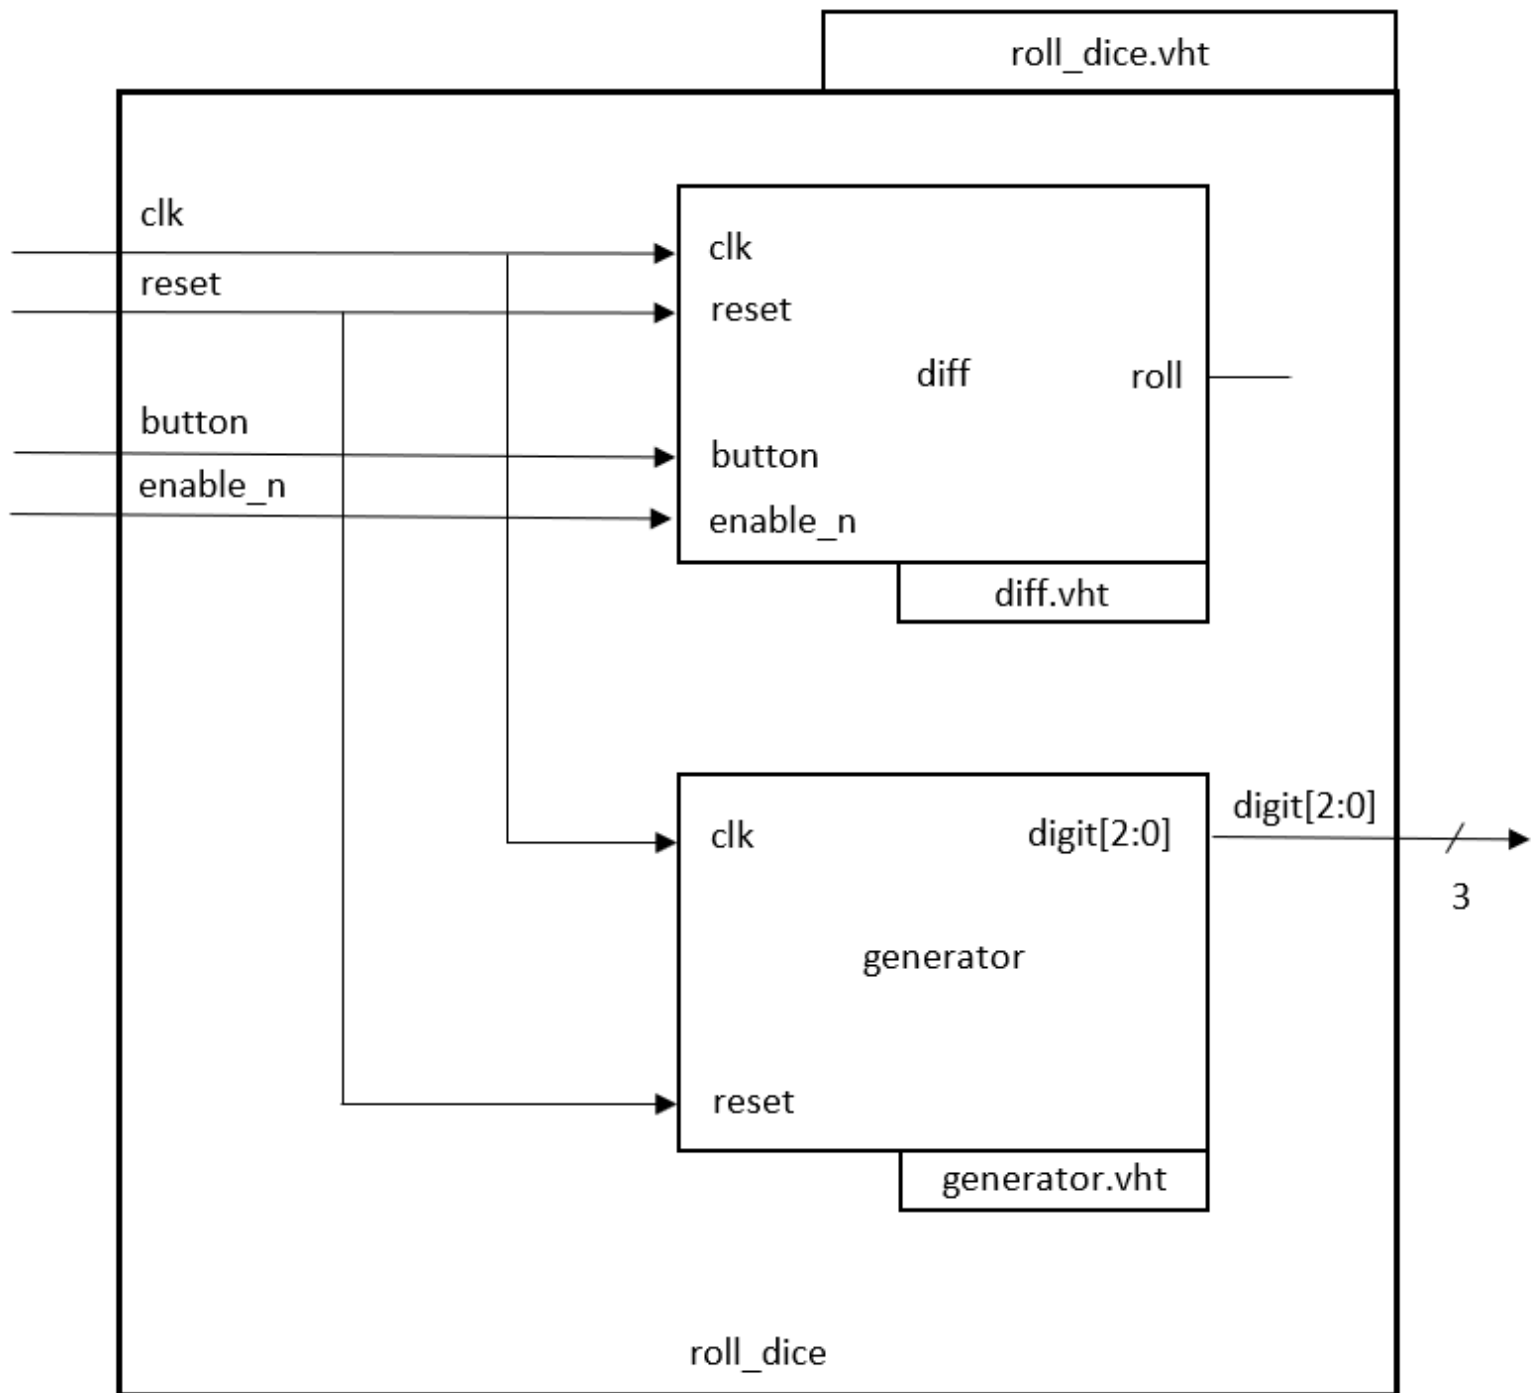 roll_dice.vht
clk
clk
reset
reset
diff
roll
button
button
enable_n
enable_n
diff.vht
clk
digit[2:0]
digit[2:0]
3
generator
reset
generator.vht
roll_dice